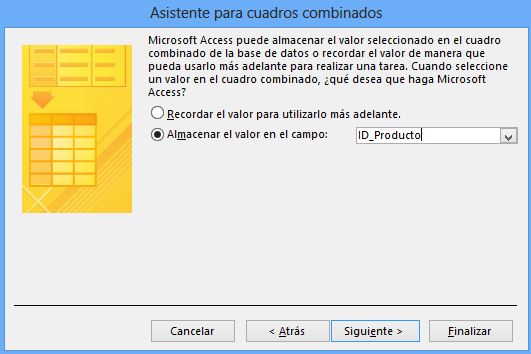 Asistente para cuadros combinados
Microsoft Access puede almacenar el valor seleccionado en el cuadro
combinado de la base de datos o recordar el valor de manera que
pueda usarlo más adelante para realizar una tarea. Cuando seleccione
un valor en el cuadro combinado, ¿qué desea que haga Microsoft
Access?
Recordar el valor para utilizarlo más adelante.
Almacenar el valor en el campo: ID_Producto
Cancelar < Atrás Siguiente > Finalizar